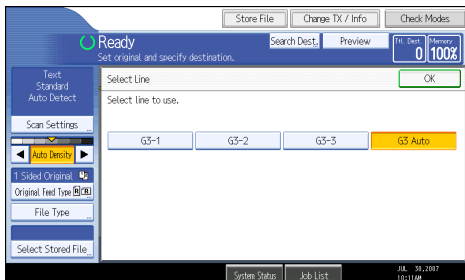 Store File
Change TX / Info
Check Modes
Ready
Search Dest.
Preview
Ttl. Dest.
0
Memory
100%
Set original and specify destination.
Text
Standard
Auto Detect
Scan Settings
Auto Density
1 Sided Original
Original Feed Type
File Type
Select Stored File
Select Line
OK
Select line to use.
G3-1
G3-2
G3-3
G3 Auto
System Status
Job List
JUL 30,2007
10:11AM